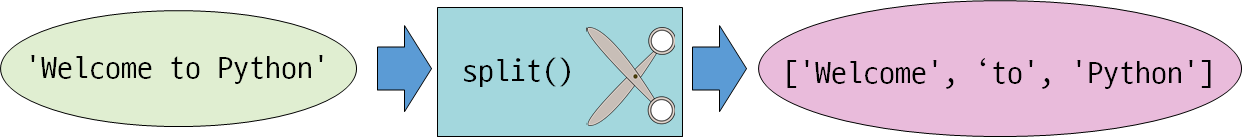 'Welcome to Python'
split()
['Welcome', ‘to', 'Python']